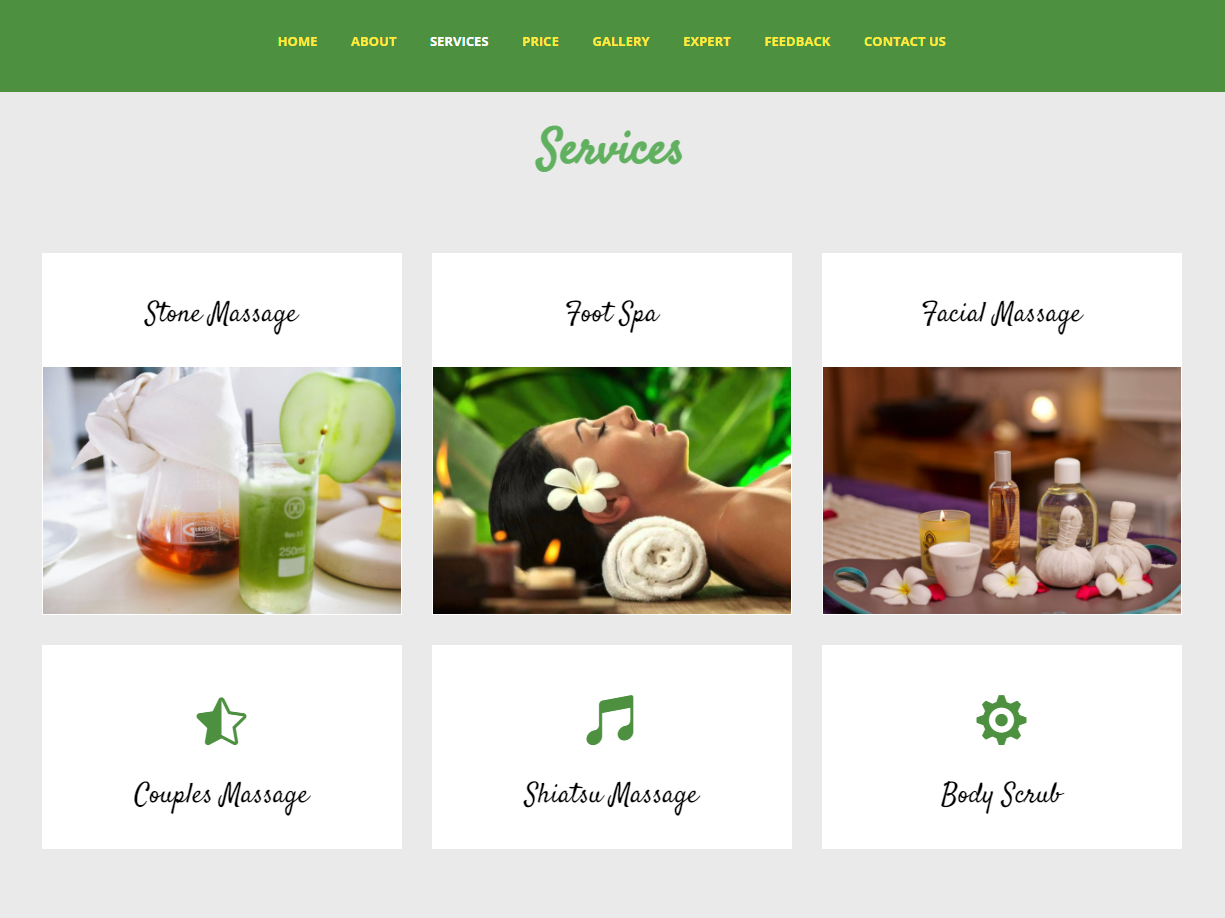 HOME ABOUT SERVICES PRICE GALLERY EXPERT FEEDBACK CONTACT US
Services
Stone Massage
Foot Spa
Facial Massage
250ml
Couples Massage
Shiatsu Massage
Body Scrub